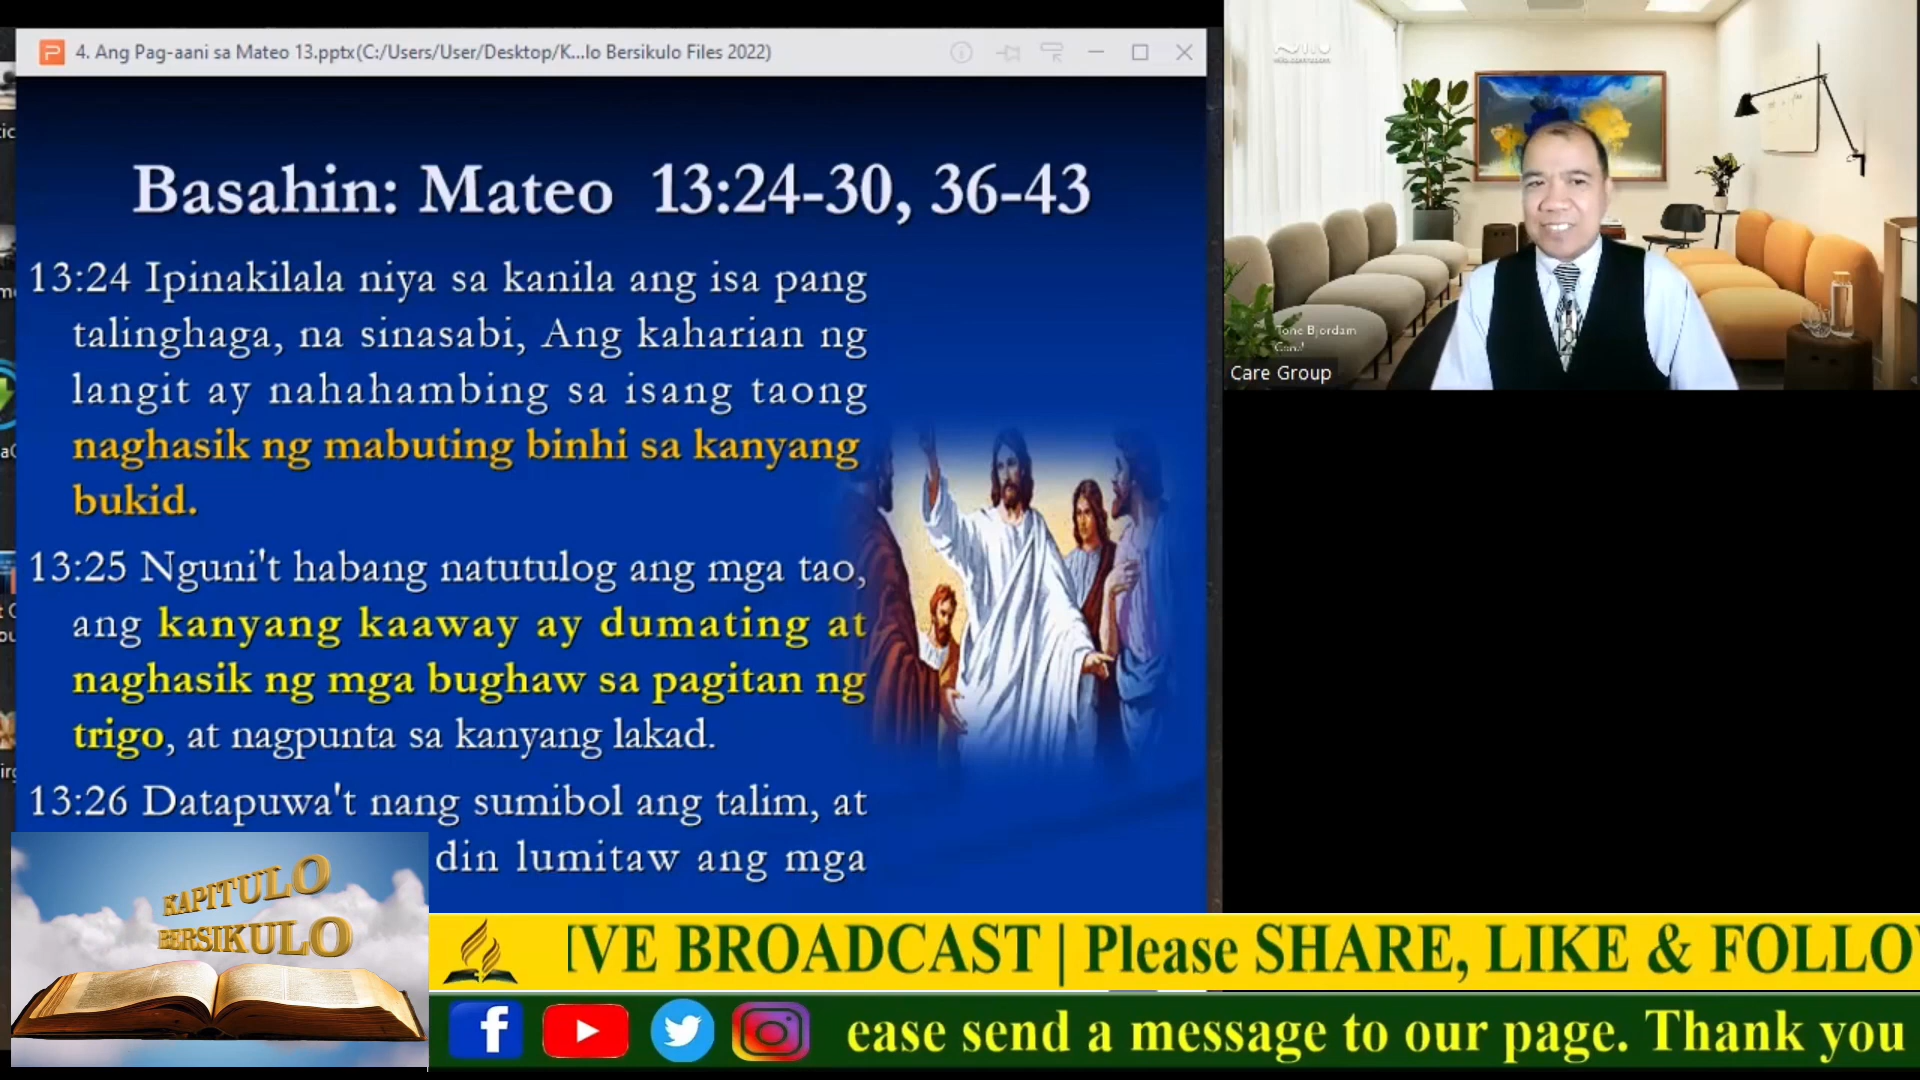 4. Ang Pag-aani sa Mateo 13.pptx(C:/Users/User/Desktop/K...lo Bersikulo Files 2022)
Basahin: Mateo 13:24-30, 36-43
13:24 Ipinakilala niya sa kanila ang isa pang
talinghaga, na sinasabi, Ang kaharian ng
langit ay nahahambing sa isang taong
naghasik ng mabuting binhi sa kanyang
bukid.
13:25 Nguni't habang natutulog ang mga tao,
ang kanyang kaaway ay dumating at
naghasik ng mga bughaw sa pagitan ng
trigo, at nagpunta sa kanyang lakad.
13:26 Datapuwa't nang sumibol ang talim, at
din lumitaw ang mga
Tone Bjordam
Care Group
KAPITULO
BERSIKULO
IVE BROADCAST | Please SHARE, LIKE & FOLLO
ease send a message to our page. Thank you